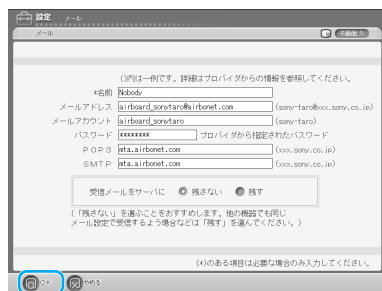 設定 メール
メール 子画面入
()内は一例です。詳細はプロバイダからの情報を参照してください。
*名前 Nobody
メールアドレス airboard_sonytaro@airbonet.com (sony-taro@xxx.sony.co.jp)
メールアカウント airboard_sonytaro (sony-taro)
パスワード ******** プロバイダから指定されたパスワード
POP3 mta.airbonet.com (xxx.sony.co.jp)
SMTP mta.airbonet.com (xxx.sony.co.jp)
受信メールをサーバに 残さない 残す
(「残さない」を選ぶことをおすすめします。他の機器でも同じ
メール設定で受信するよう場合などは「残す」を選んでください。)
(*)のある項目は必要な場合のみ入力してください。
OK やめる